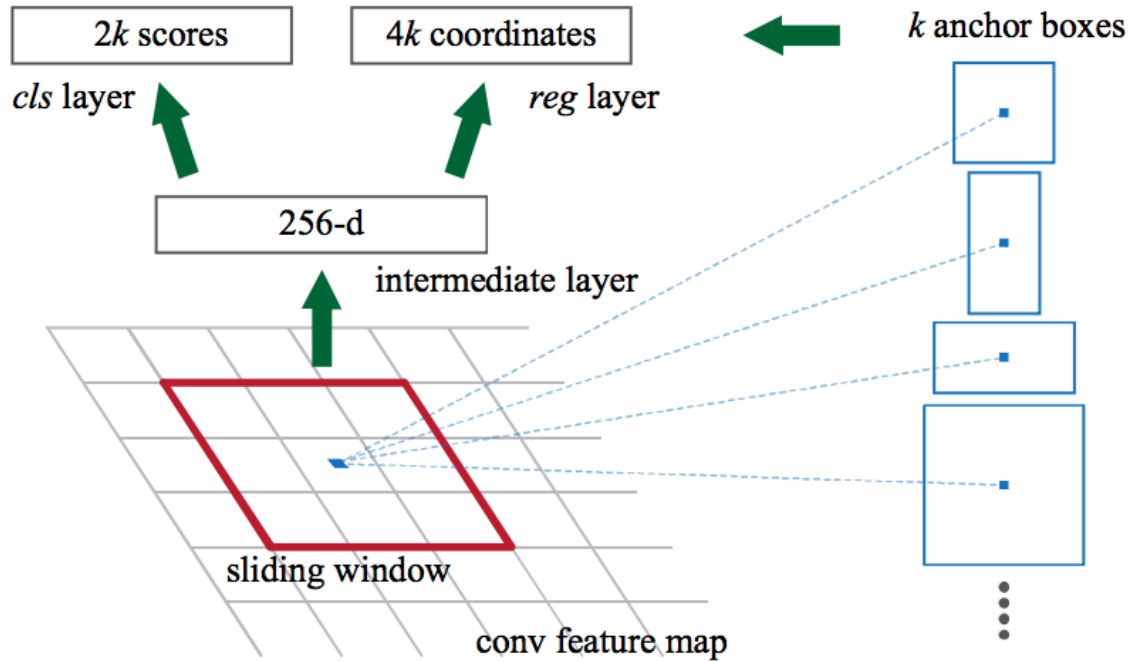 2k scores
4k coordinates
k anchor boxes
cls layer
reg layer
256-d
intermediate layer
sliding window
conv feature map